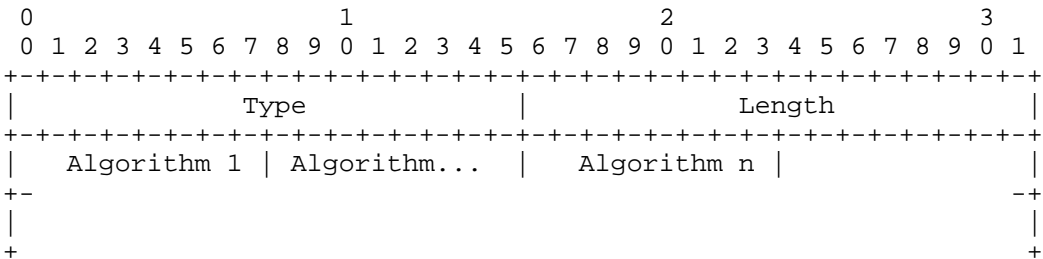 0                   1                   2                   3
 0 1 2 3 4 5 6 7 8 9 0 1 2 3 4 5 6 7 8 9 0 1 2 3 4 5 6 7 8 9 0 1
+-+-+-+-+-+-+-+-+-+-+-+-+-+-+-+-+-+-+-+-+-+-+-+-+-+-+-+-+-+-+-+-+
|              Type             |             Length            |
+-+-+-+-+-+-+-+-+-+-+-+-+-+-+-+-+-+-+-+-+-+-+-+-+-+-+-+-+-+-+-+-+
|   Algorithm 1 | Algorithm...  |   Algorithm n |               |
+-                                                             -+
|                                                               |
+                                                               +